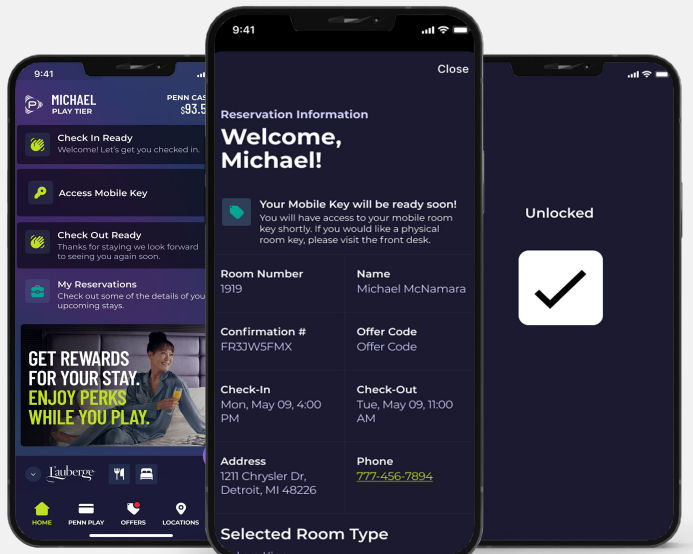 9:41
MICHAEL
PLAY TIER
PENN CAS
$93.5
Check In Ready
Welcome! Let's get you checked in.
Access Mobile Key
Check Out Ready
Thanks for staying we look forward
to seeing you again soon.
My Reservations
Check out some of the details of you
upcoming stays.
GET REWARDS
FOR YOUR STAY.
ENJOY PERKS
WHILE YOU PLAY.
L'auberge
HOME
PENN PLAY
OFFERS
LOCATIONS
9:41
Close
Reservation Information
Welcome,
Michael!
Your Mobile Key will be ready soon!
You will have access to your mobile room
key shortly. If you would like a physical
room key, please visit the front desk.
Room Number
1919
Name
Michael McNamara
Confirmation #
FR3JW5FMX
Offer Code
Offer Code
Check-In
Mon, May 09, 4:00
PM
Check-Out
Tue, May 09, 11:00
AM
Address
1211 Chrysler Dr,
Detroit, MI 48226
Phone
777-456-7894
Selected Room Type
Unlocked